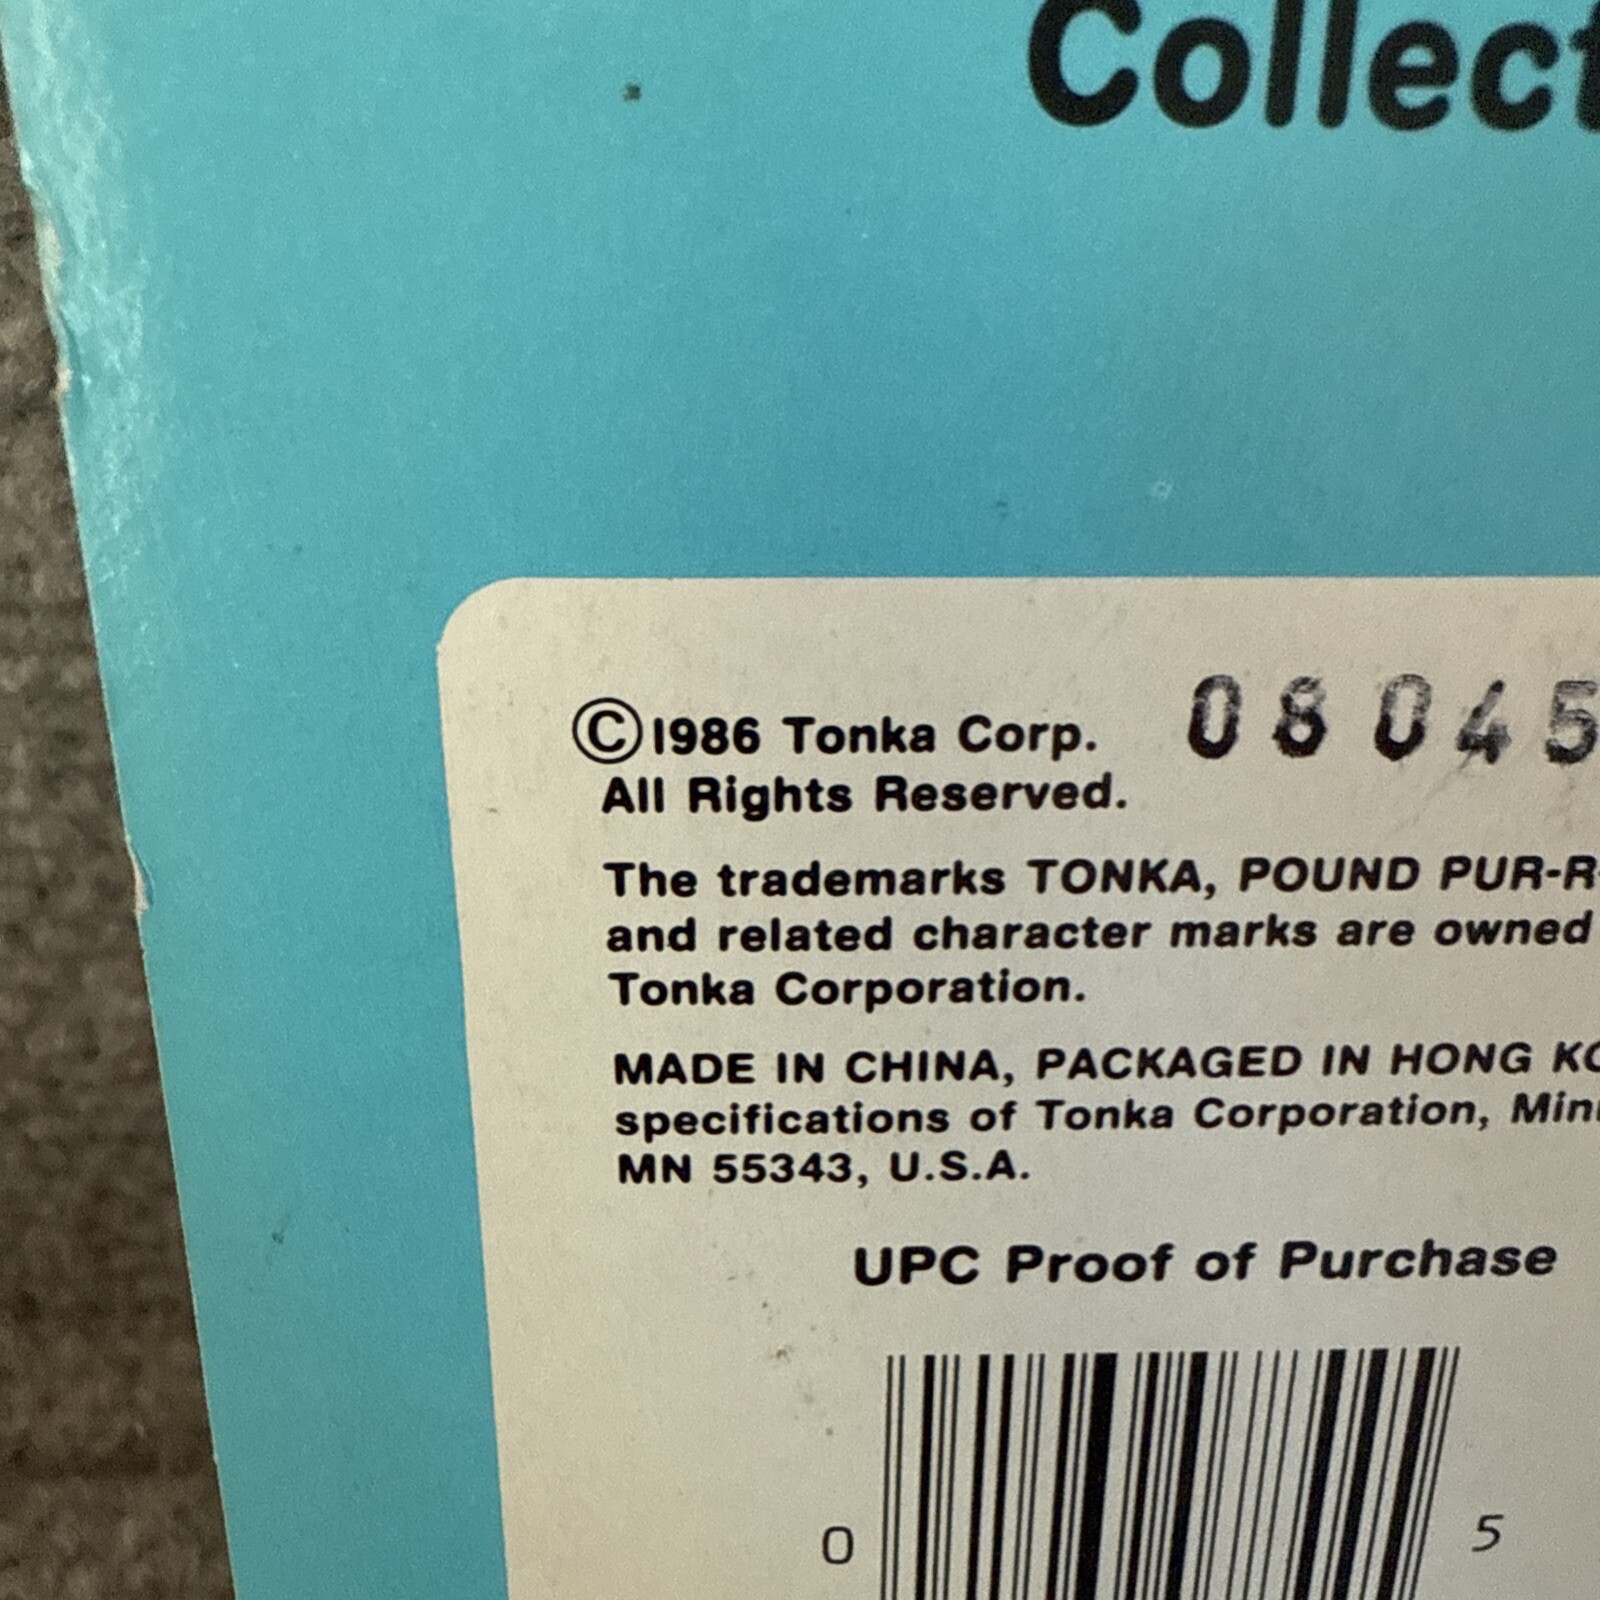 Collect
©1986 Tonka Corp. 08045
All Rights Reserved.
The trademarks TONKA, POUND PUR-R-
and related character marks are owned
Tonka Corporation.
MADE IN CHINA, PACKAGED IN HONG KO
specifications of Tonka Corporation, Minn
MN 55343, U.S.A.
UPC Proof of Purchase
0 5